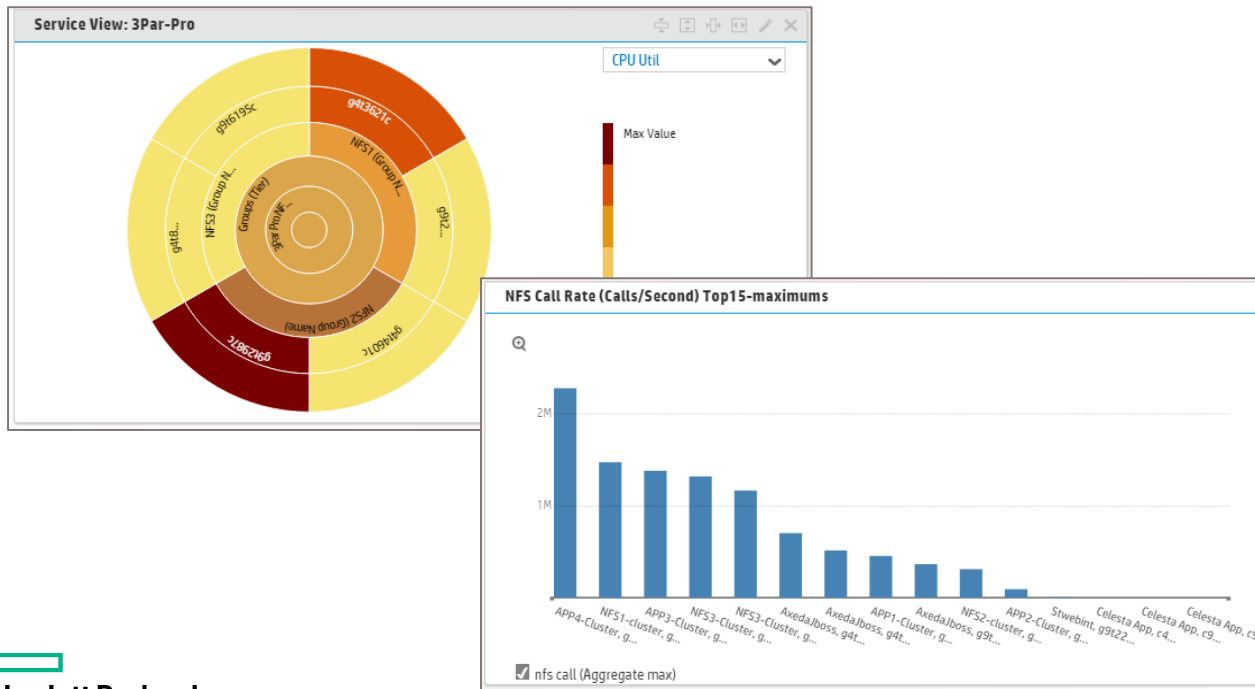 Service View: 3Par-Pro
CPU Util
Max Value
g9t6195c
g4t3621c
NFS1 (Group N...
NFS3 (Group N...
Groups (Tier)
3Par Pro NF...
g4t8...
g9t2...
NFS2 (Group Name)
g9t2987c
g4t4601c
NFS Call Rate (Calls/Second) Top15-maximums
2M
1M
APP4-Cluster, g...
NFS1-cluster, g...
APP3-Cluster, g...
NFS3-Cluster, g...
NFS3-Cluster, g...
AxedaJboss, g4t...
AxedaJboss, g4t...
APP1-Cluster, g...
AxedaJboss, g9t...
NFS2-cluster, g...
APP2-Cluster, g...
Stwebint, g9t22...
Celesta App, c4...
Celesta App, c9...
Celesta App, c9
nfs call (Aggregate max)